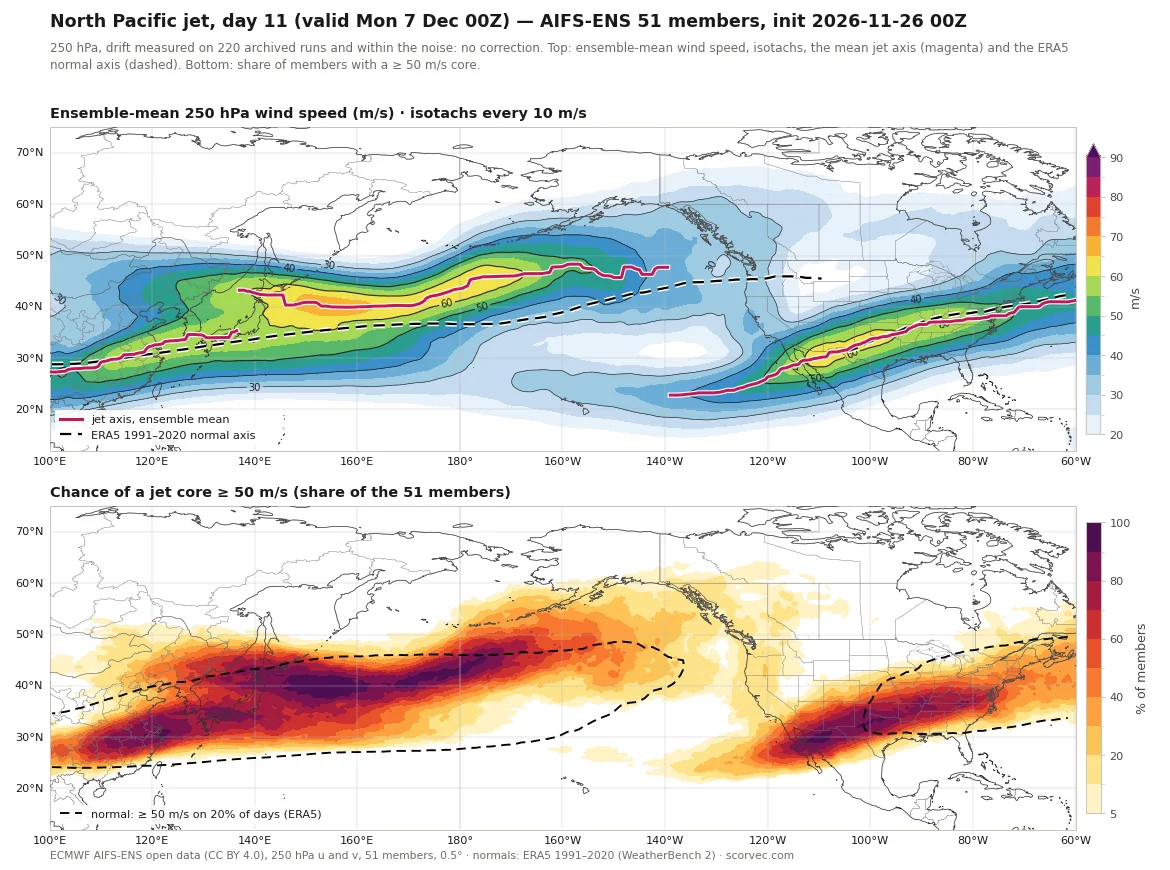 North Pacific jet, day 11 (valid Mon 7 Dec 00Z) — AIFS-ENS 51 members, init 2026-11-26 00Z
250 hPa, drift measured on 220 archived runs and within the noise: no correction. Top: ensemble-mean wind speed, isotachs, the mean jet axis (magenta) and the ERA5
normal axis (dashed). Bottom: share of members with a ≥ 50 m/s core.
Ensemble-mean 250 hPa wind speed (m/s) · isotachs every 10 m/s
70°N
60°N
50°N
40°N
30°N
20°N
30
40
30
30
60
50
30
40
50
30
jet axis, ensemble mean
ERA5 1991–2020 normal axis
100°E 120°E 140°E 160°E 180° 160°W 140°W 120°W 100°W 80°W 60°W
90
80
70
60
50
40
30
20
m/s
Chance of a jet core ≥ 50 m/s (share of the 51 members)
70°N
60°N
50°N
40°N
30°N
20°N
normal: ≥ 50 m/s on 20% of days (ERA5)
100°E 120°E 140°E 160°E 180° 160°W 140°W 120°W 100°W 80°W 60°W
100
80
60
40
20
5
% of members
ECMWF AIFS-ENS open data (CC BY 4.0), 250 hPa u and v, 51 members, 0.5° · normals: ERA5 1991–2020 (WeatherBench 2) · scorvec.com